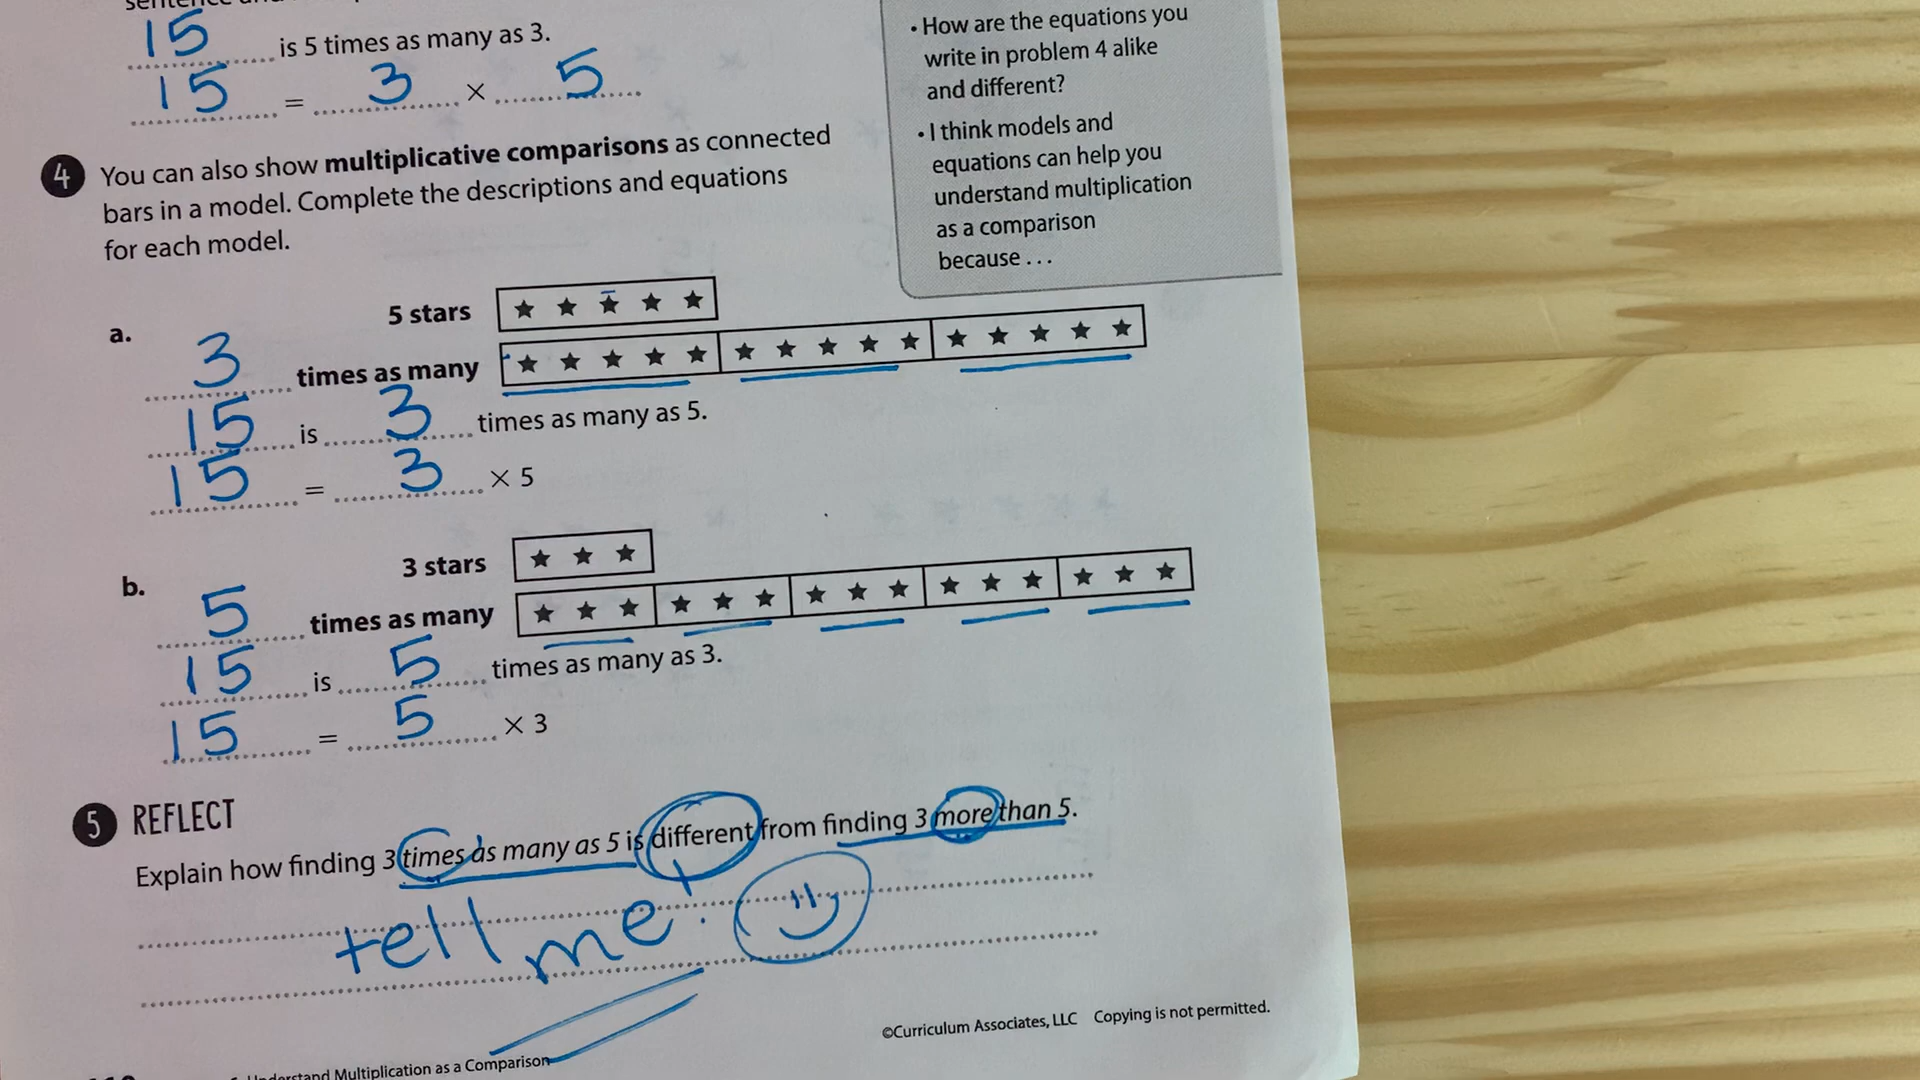 15 is 5 times as many as 3.
15 = 3 × 5
4 You can also show multiplicative comparisons as connected
bars in a model. Complete the descriptions and equations
for each model.
• How are the equations you
write in problem 4 alike
and different?
• I think models and
equations can help you
understand multiplication
as a comparison
because . . .
a. 5 stars
3 times as many
15 is 3 times as many as 5.
15 = 3 × 5
b. 3 stars
5 times as many
15 is 5 times as many as 3.
15 = 5 × 3
5 REFLECT
Explain how finding 3 times as many as 5 is different from finding 3 more than 5.
tell me!
©Curriculum Associates, LLC Copying is not permitted.
Understand Multiplication as a Comparison